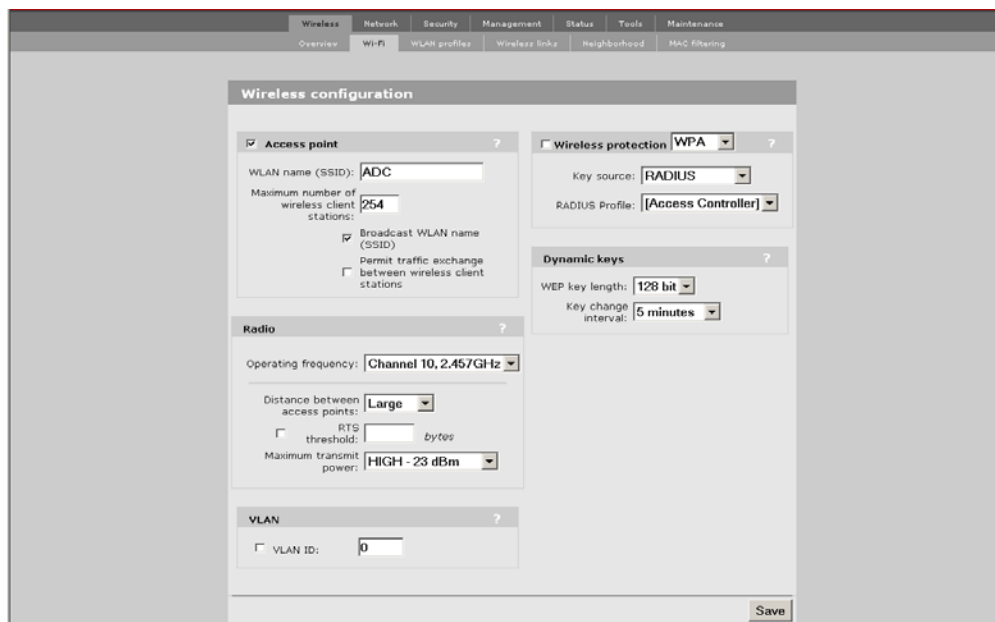 Wireless Network Security Management Status Tools Maintenance
Overview Wi-Fi WLAN profiles Wireless links Neighborhood MAC filtering
Wireless configuration
Access point ?
WLAN name (SSID): ADC
Maximum number of
wireless client
stations: 254
Broadcast WLAN name
(SSID)
Permit traffic exchange
between wireless client
stations
Radio ?
Operating frequency: Channel 10, 2.457GHz
Distance between
access points: Large
RTS
threshold: bytes
Maximum transmit
power: HIGH - 23 dBm
VLAN ?
VLAN ID: 0
Wireless protection WPA ?
Key source: RADIUS
RADIUS Profile: [Access Controller]
Dynamic keys ?
WEP key length: 128 bit
Key change
interval: 5 minutes
Save